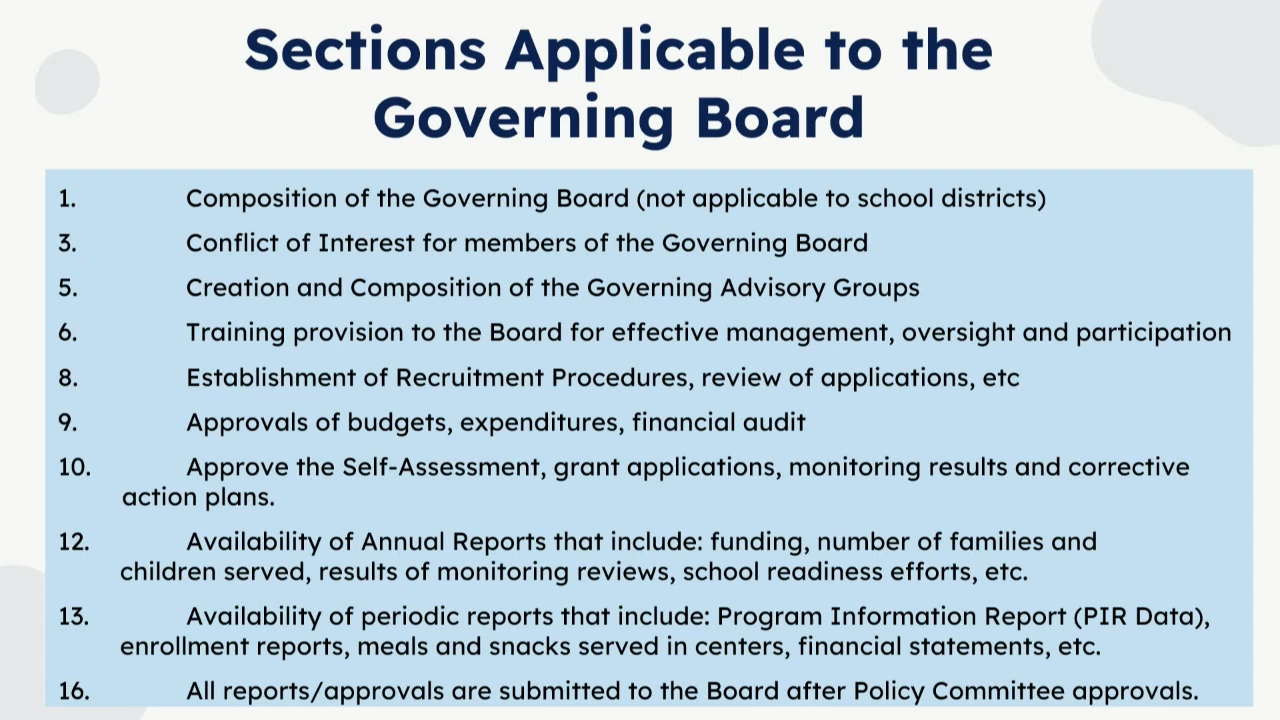 Sections Applicable to the
Governing Board
1. Composition of the Governing Board (not applicable to school districts)
3. Conflict of Interest for members of the Governing Board
5. Creation and Composition of the Governing Advisory Groups
6. Training provision to the Board for effective management, oversight and participation
8. Establishment of Recruitment Procedures, review of applications, etc
9. Approvals of budgets, expenditures, financial audit
10. Approve the Self-Assessment, grant applications, monitoring results and corrective
action plans.
12. Availability of Annual Reports that include: funding, number of families and
children served, results of monitoring reviews, school readiness efforts, etc.
13. Availability of periodic reports that include: Program Information Report (PIR Data),
enrollment reports, meals and snacks served in centers, financial statements, etc.
16. All reports/approvals are submitted to the Board after Policy Committee approvals.